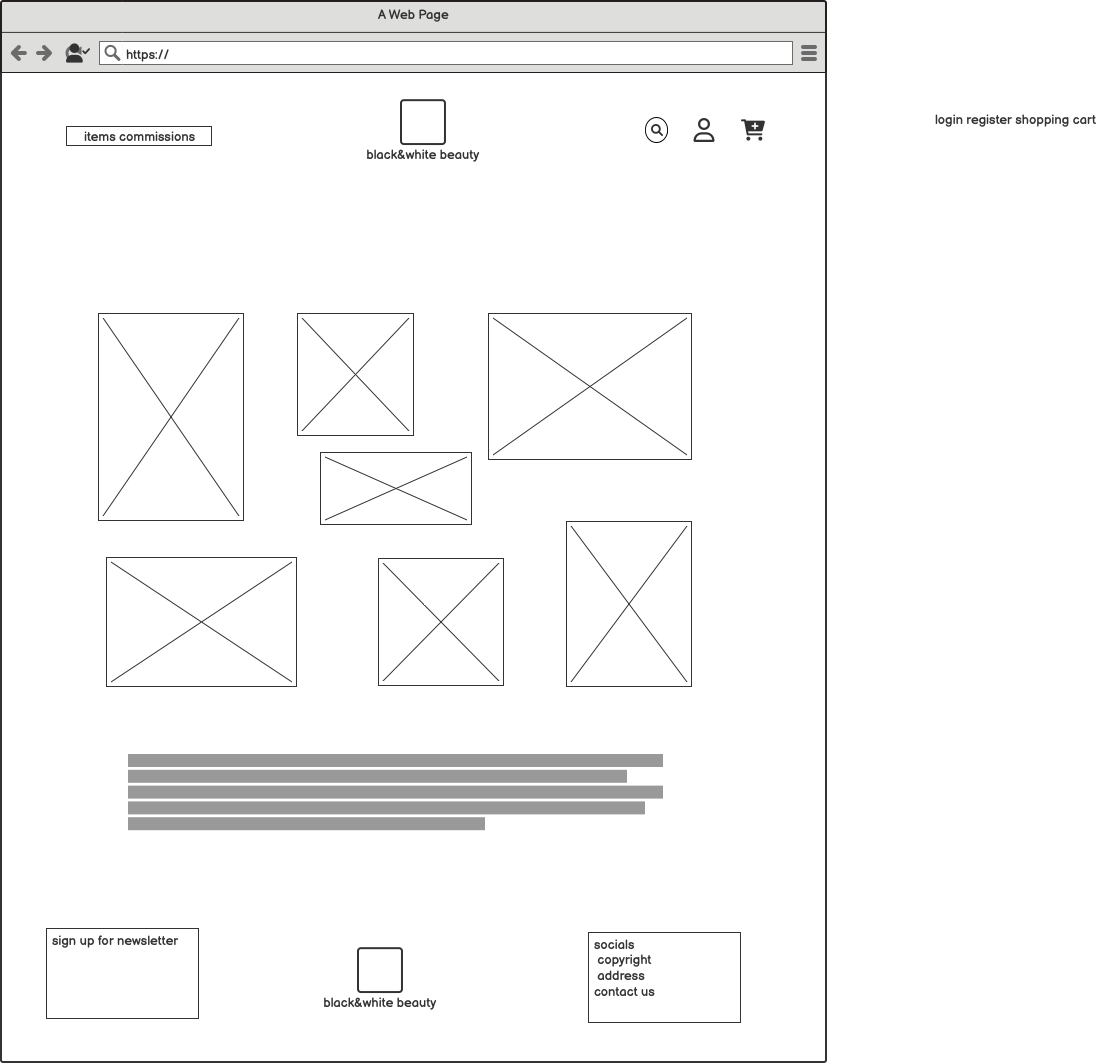 A Web Page
https://
items commissions
black&white beauty
login register shopping cart
sign up for newsletter
black&white beauty
socials
copyright
address
contact us